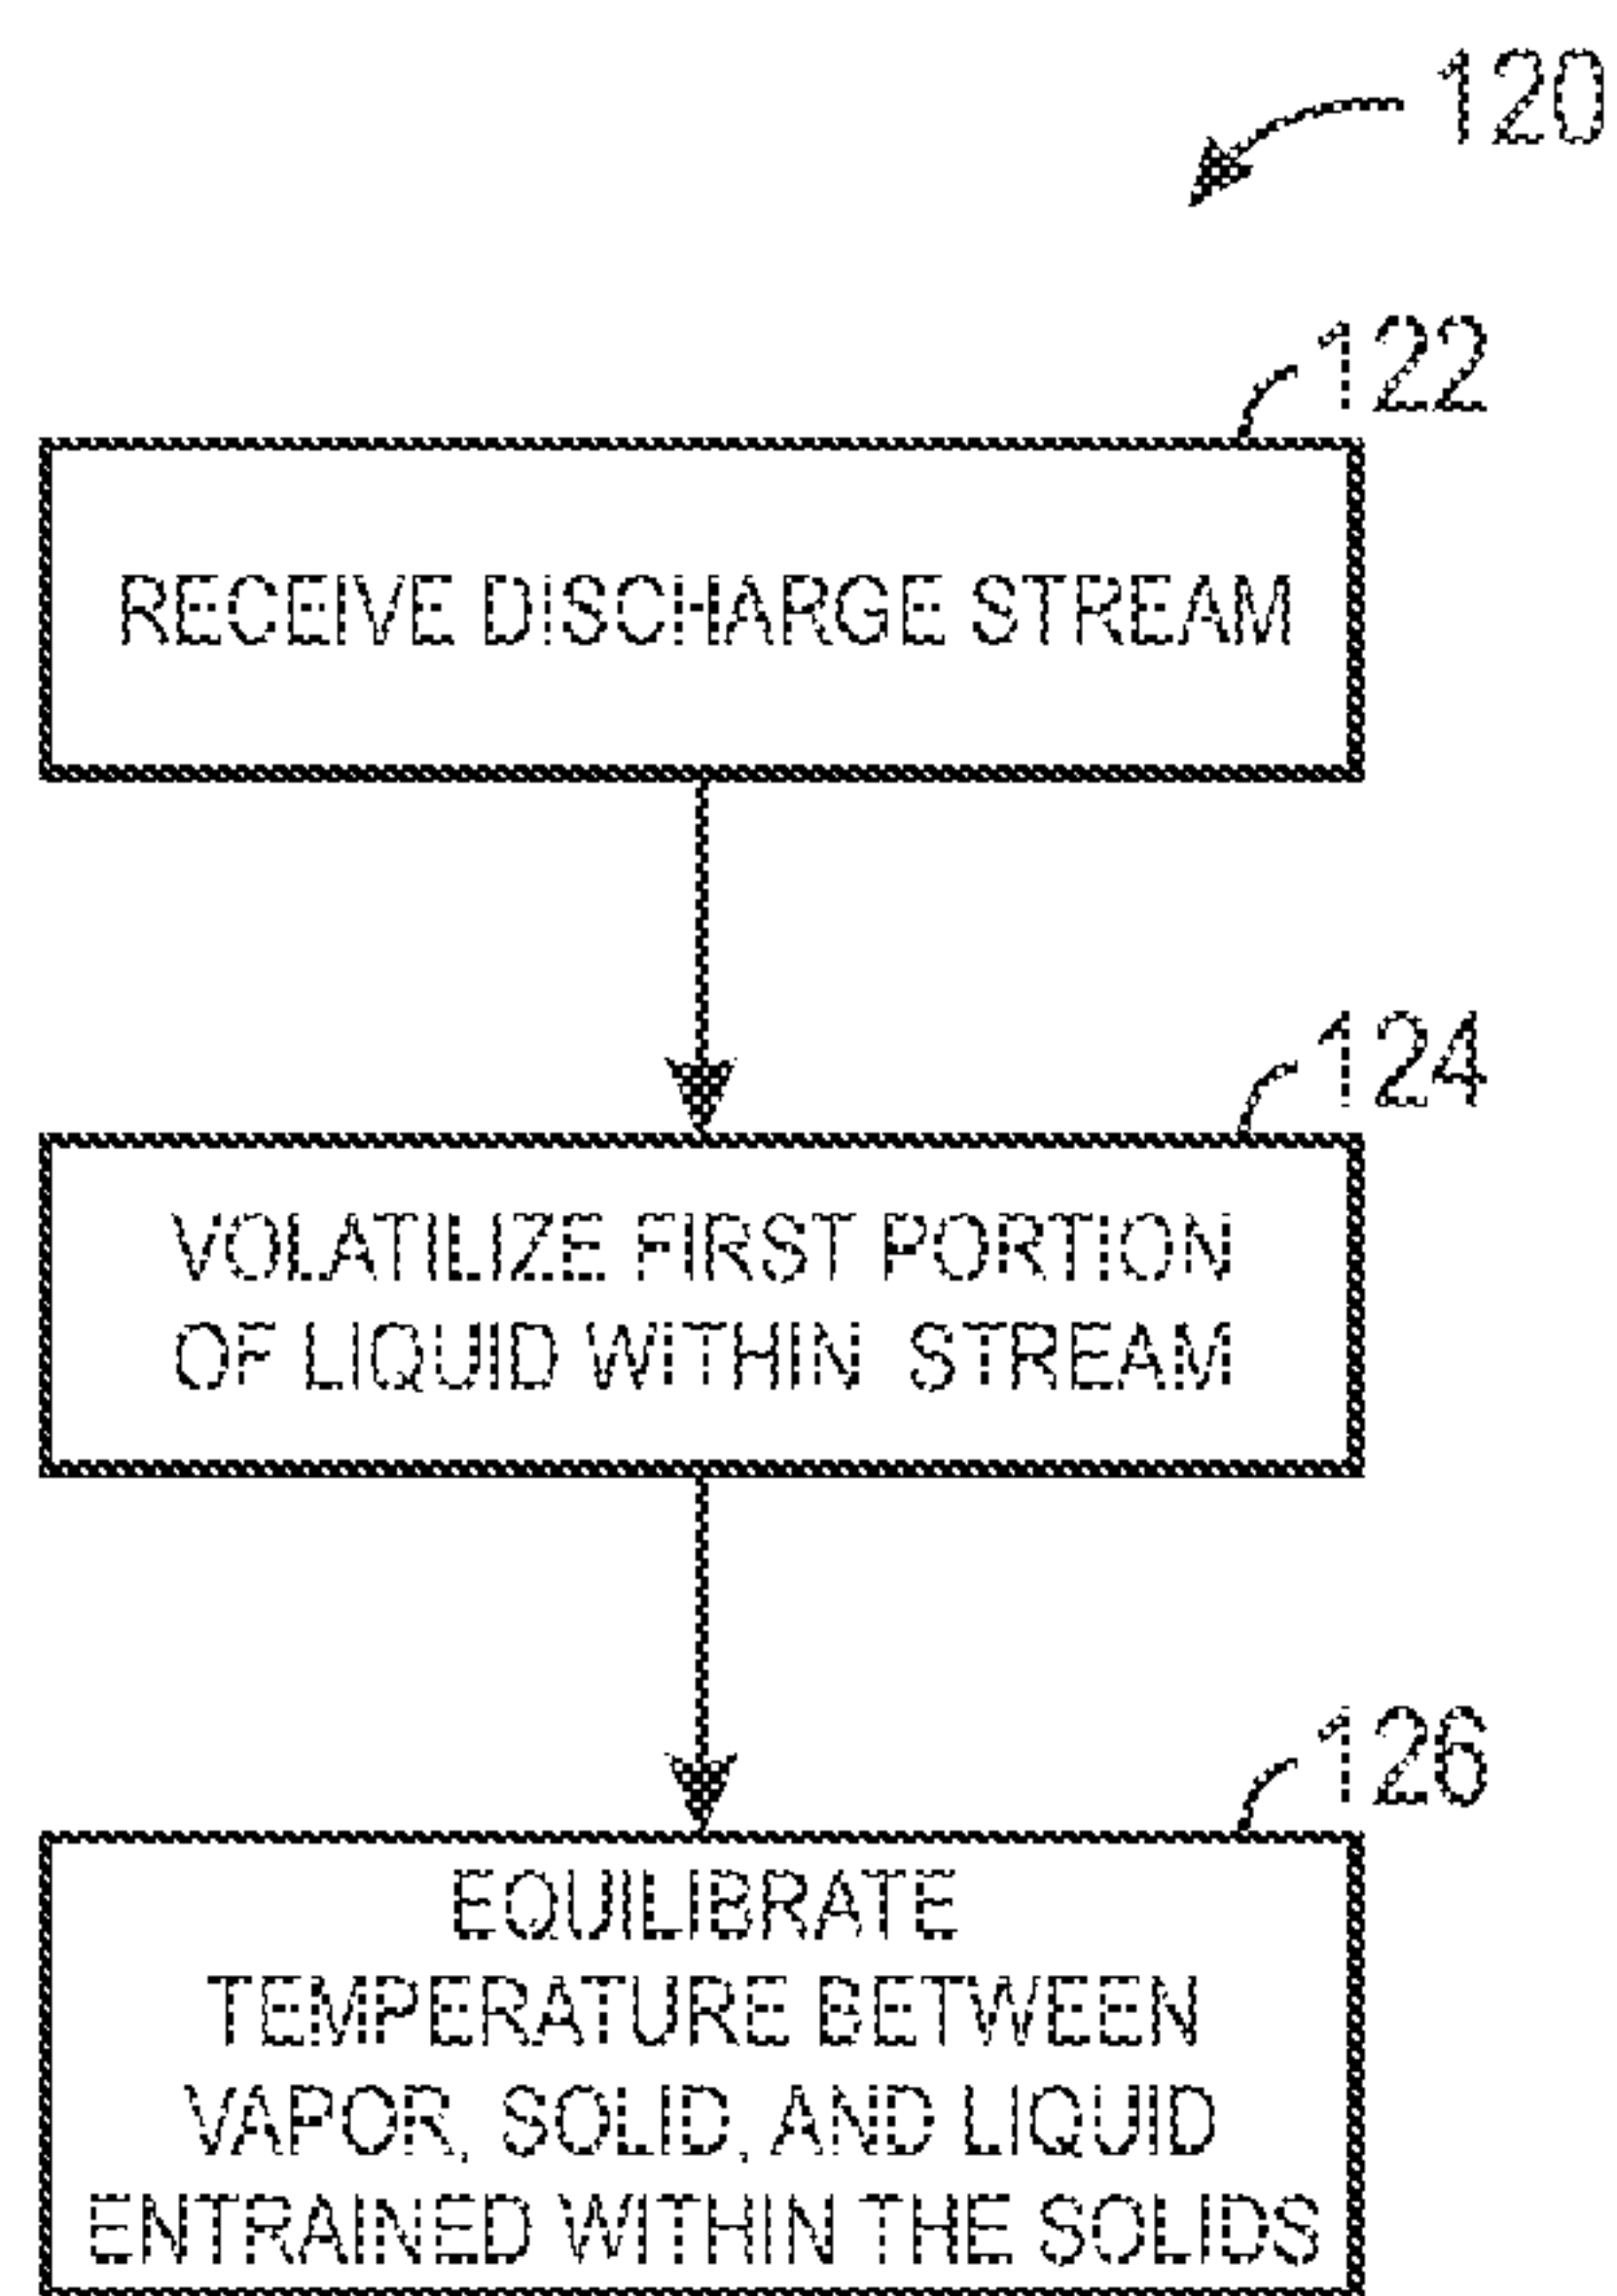 120
122
RECEIVE DISCHARGE STREAM
124
VOLATILIZE FIRST PORTION
OF LIQUID WITHIN STREAM
126
EQUILIBRATE
TEMPERATURE BETWEEN
VAPOR, SOLID, AND LIQUID
ENTRAINED WITHIN THE SOLIDS